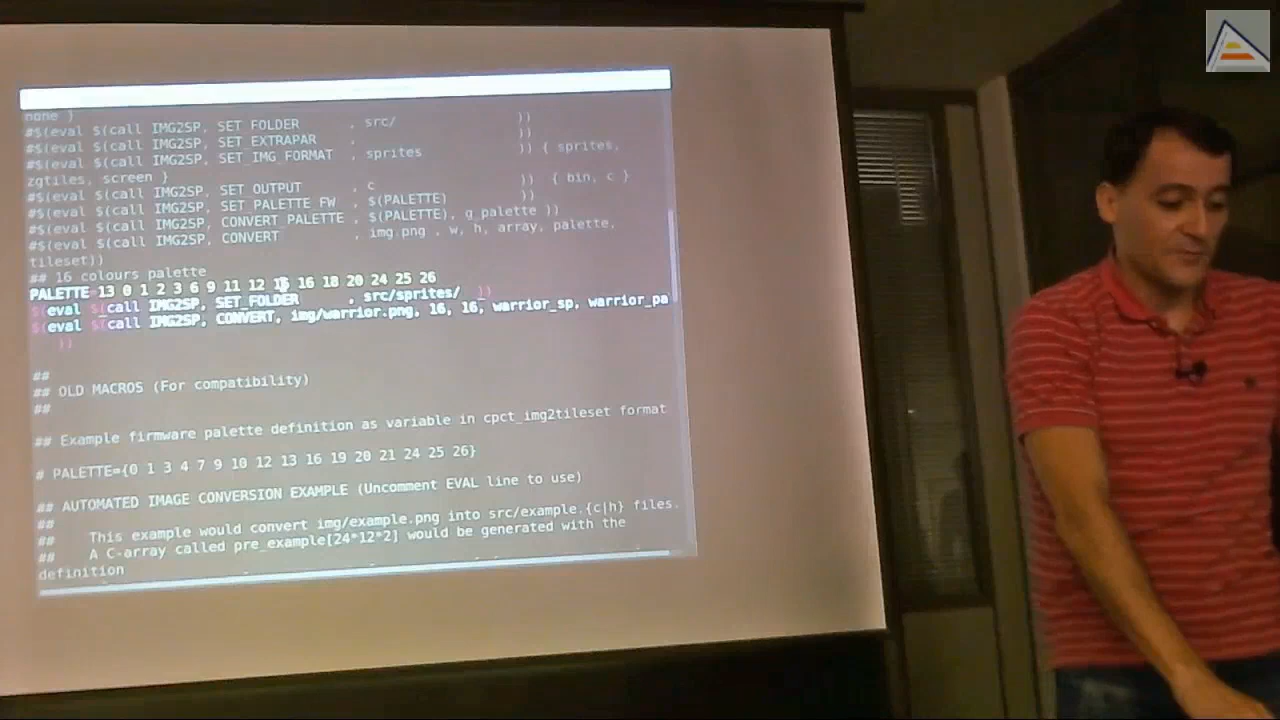 none }
#$(eval $(call IMG2SP, SET_FOLDER , src/ ))
#$(eval $(call IMG2SP, SET_EXTRAPAR , ))
#$(eval $(call IMG2SP, SET_IMG_FORMAT , sprites )) { sprites,
zgtiles, screen }
#$(eval $(call IMG2SP, SET_OUTPUT , c )) { bin, c }
#$(eval $(call IMG2SP, SET_PALETTE_FW , $(PALETTE) ))
#$(eval $(call IMG2SP, CONVERT_PALETTE , $(PALETTE), g_palette ))
#$(eval $(call IMG2SP, CONVERT , img.png , w, h, array, palette,
tileset))
## 16 colours palette
PALETTE=13 0 1 2 3 6 9 11 12 15 16 18 20 24 25 26
$(eval $(call IMG2SP, SET_FOLDER , src/sprites/ ))
$(eval $(call IMG2SP, CONVERT, img/warrior.png, 16, 16, warrior_sp, warrior_pa
))
##
## OLD MACROS (For compatibility)
##
## Example firmware palette definition as variable in cpct_img2tileset format
# PALETTE={0 1 3 4 7 9 10 12 13 16 19 20 21 24 25 26}
## AUTOMATED IMAGE CONVERSION EXAMPLE (Uncomment EVAL line to use)
##
## This example would convert img/example.png into src/example.{c|h} files.
## A C-array called pre_example[24*12*2] would be generated with the
definition